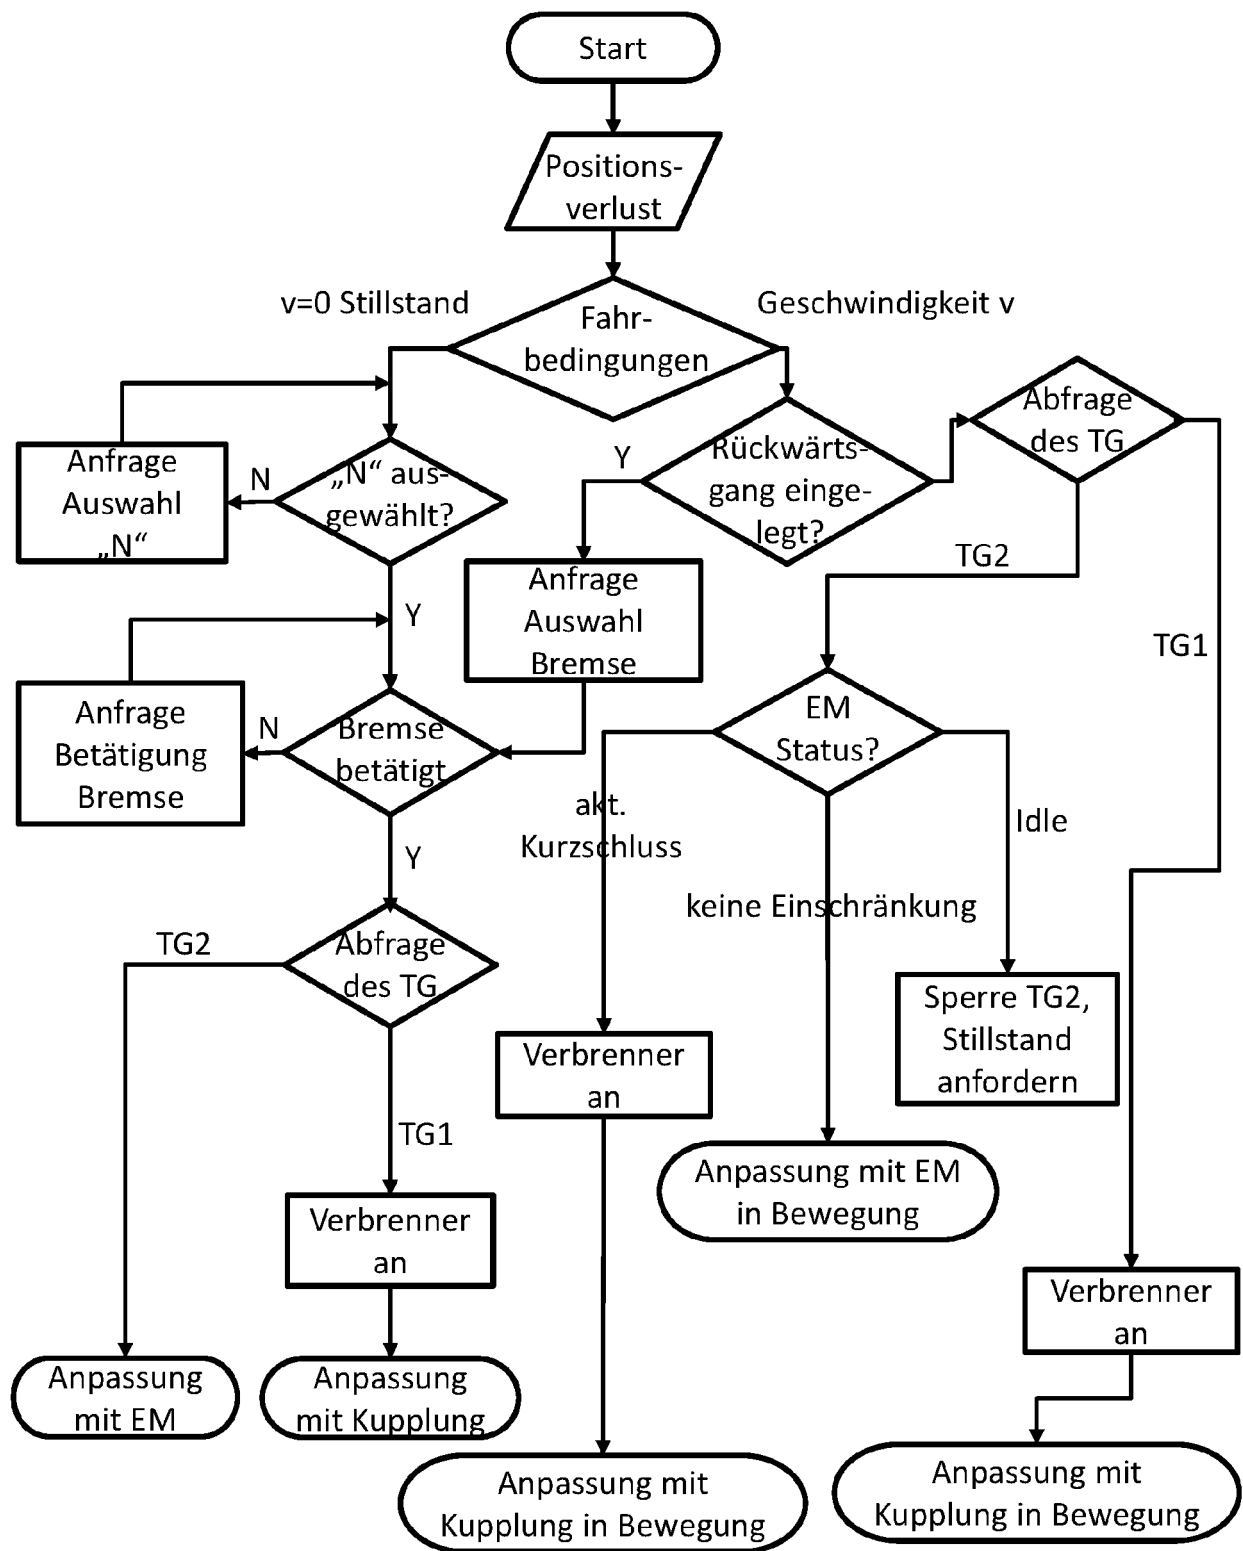 Start
Positions-
verlust
v=0 Stillstand
Geschwindigkeit v
Fahr-
bedingungen
Abfrage
des TG
Anfrage
Auswahl
„N“
N
„N“ aus-
gewählt?
Y
Rückwärts-
gang einge-
legt?
TG2
TG1
Y
Anfrage
Auswahl
Bremse
Anfrage
Betätigung
Bremse
N
Bremse
betätigt
EM
Status?
akt.
Kurzschluss
Idle
Y
keine Einschränkung
TG2
Abfrage
des TG
Sperre TG2,
Stillstand
anfordern
Verbrenner
an
TG1
Anpassung mit EM
in Bewegung
Verbrenner
an
Verbrenner
an
Anpassung
mit EM
Anpassung
mit Kupplung
Anpassung mit
Kupplung in Bewegung
Anpassung mit
Kupplung in Bewegung